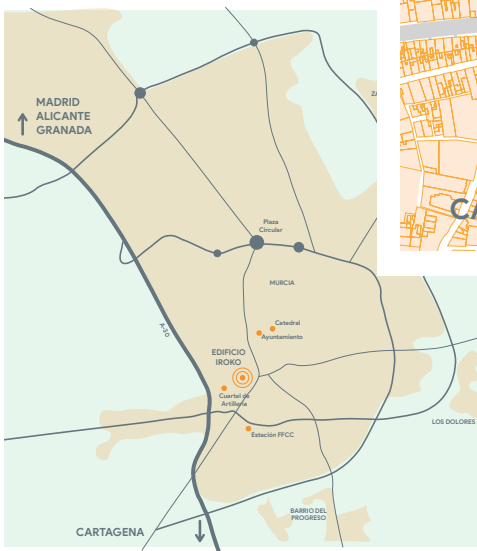 MADRID
ALICANTE
GRANADA
Plaza
Circular
MURCIA
A-30
Catedral
Ayuntamiento
EDIFICIO
IROKO
Cuartel de
Artillería
Estación FFCC
LOS DOLORES
BARRIO DEL
PROGRESO
CARTAGENA